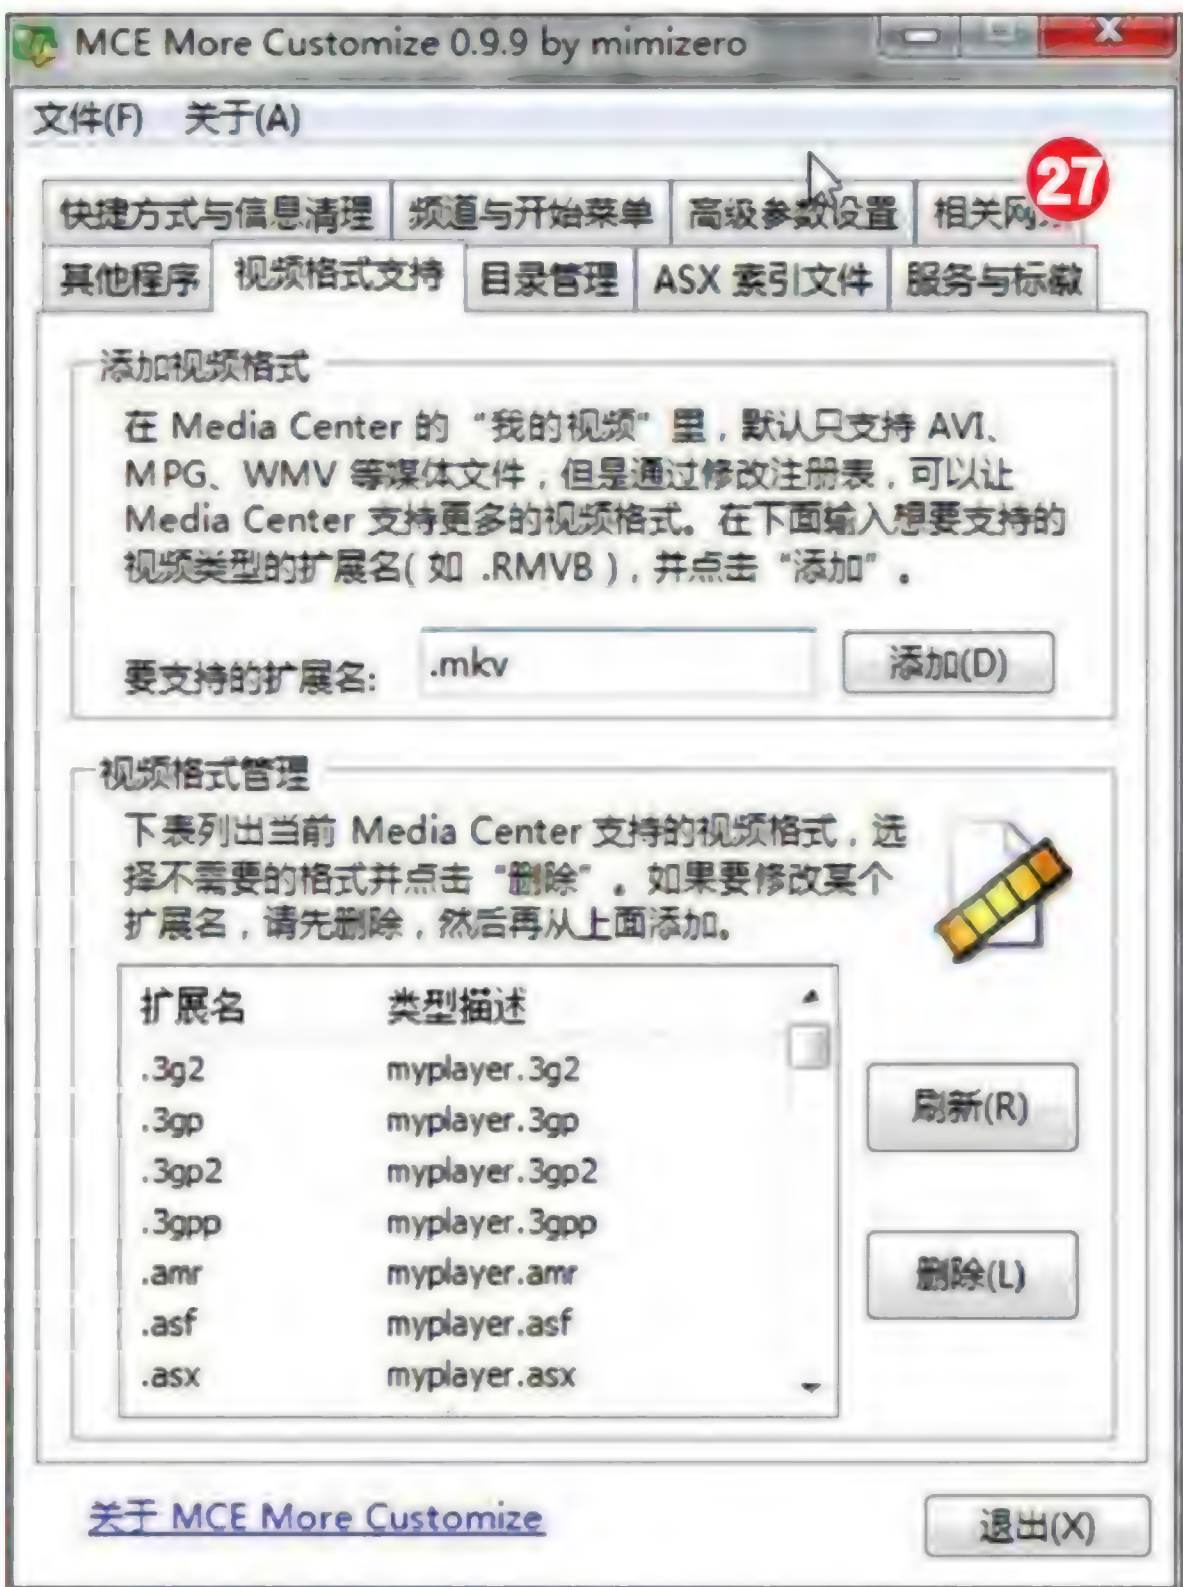 MCE More Customize 0.9.9 by mimizero
文件(F) 关于(A)
27
快捷方式与信息清理 频道与开始菜单 高级参数设置 相关网
其他程序 视频格式支持 目录管理 ASX 索引文件 服务与标徽
添加视频格式
在 Media Center 的“我的视频”里，默认只支持 AVI、
MPG、WMV 等媒体文件，但是通过修改注册表，可以让
Media Center 支持更多的视频格式。在下面输入想要支持的
视频类型的扩展名( 如 .RMVB )，并点击“添加”。
要支持的扩展名: .mkv 添加(D)
视频格式管理
下表列出当前 Media Center 支持的视频格式，选
择不需要的格式并点击“删除”。如果要修改某个
扩展名，请先删除，然后再从上面添加。
扩展名 类型描述
.3g2 myplayer.3g2
.3gp myplayer.3gp
.3gp2 myplayer.3gp2
.3gpp myplayer.3gpp
.amr myplayer.amr
.asf myplayer.asf
.asx myplayer.asx
刷新(R)
删除(L)
关于 MCE More Customize
退出(X)